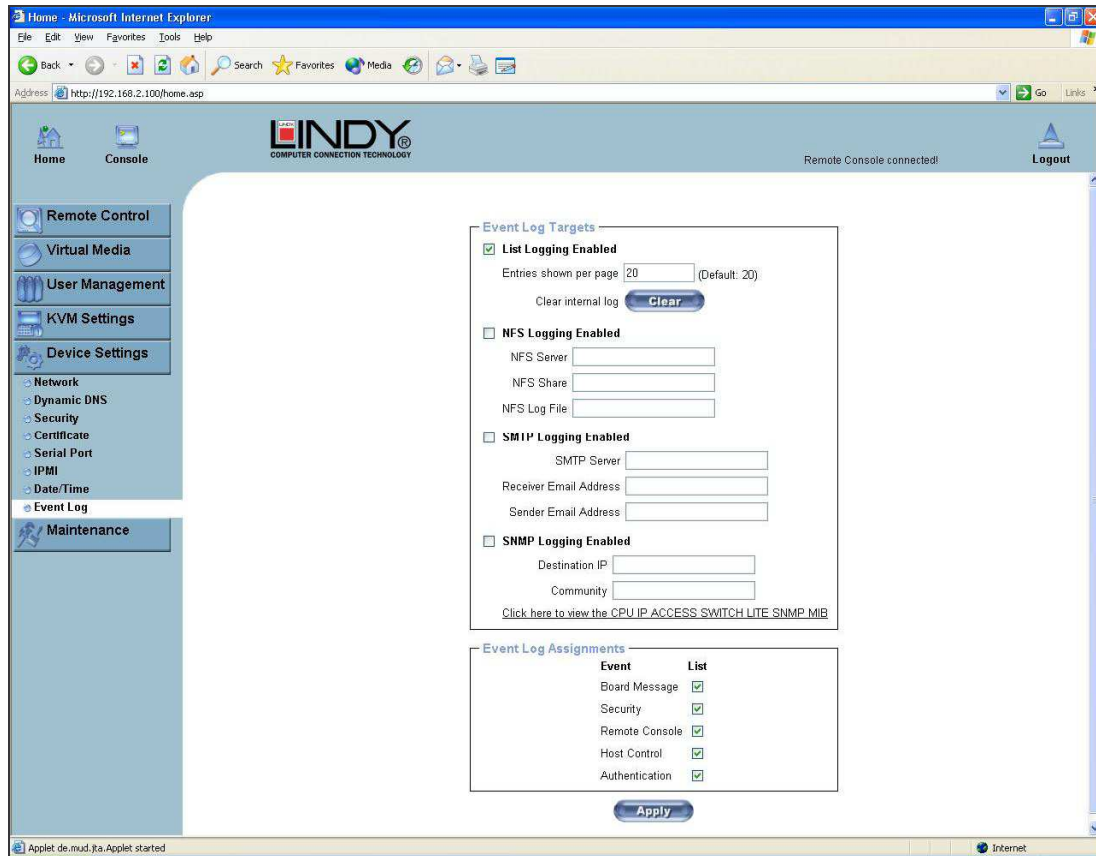 Home - Microsoft Internet Explorer
File Edit View Favorites Tools Help
Back Search Favorites Media
Address http://192.168.2.100/home.asp Go Links
Home Console
LINDY®
COMPUTER CONNECTION TECHNOLOGY
Remote Console connected!
Logout
Remote Control
Virtual Media
User Management
KVM Settings
Device Settings
Network
Dynamic DNS
Security
Certificate
Serial Port
IPMI
Date/Time
Event Log
Maintenance
Event Log Targets
List Logging Enabled
Entries shown per page 20 (Default: 20)
Clear internal log Clear
NFS Logging Enabled
NFS Server
NFS Share
NFS Log File
SMTP Logging Enabled
SMTP Server
Receiver Email Address
Sender Email Address
SNMP Logging Enabled
Destination IP
Community
Click here to view the CPU IP ACCESS SWITCH LITE SNMP MIB
Event Log Assignments
Event List
Board Message
Security
Remote Console
Host Control
Authentication
Apply
Applet de.mud.jta.Applet started Internet